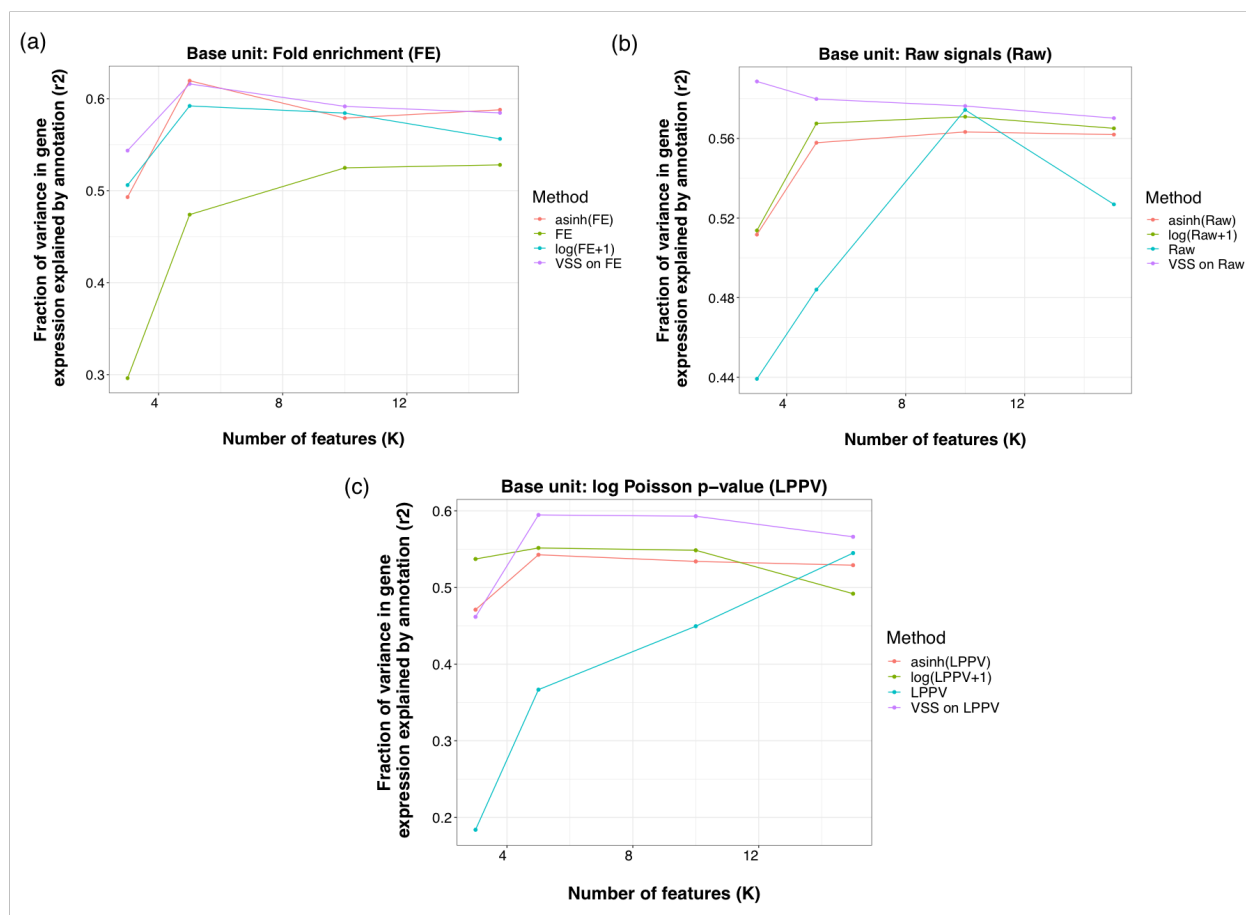 (a)
Base unit: Fold enrichment (FE)
Fraction of variance in gene
expression explained by annotation (r2)
0.6
0.5
0.4
0.3
4
8
12
Number of features (K)
Method
asinh(FE)
FE
log(FE+1)
VSS on FE
(b)
Base unit: Raw signals (Raw)
Fraction of variance in gene
expression explained by annotation (r2)
0.56
0.52
0.48
0.44
4
8
12
Number of features (K)
Method
asinh(Raw)
log(Raw+1)
Raw
VSS on Raw
(c)
Base unit: log Poisson p−value (LPPV)
Fraction of variance in gene
expression explained by annotation (r2)
0.6
0.5
0.4
0.3
0.2
4
8
12
Number of features (K)
Method
asinh(LPPV)
log(LPPV+1)
LPPV
VSS on LPPV